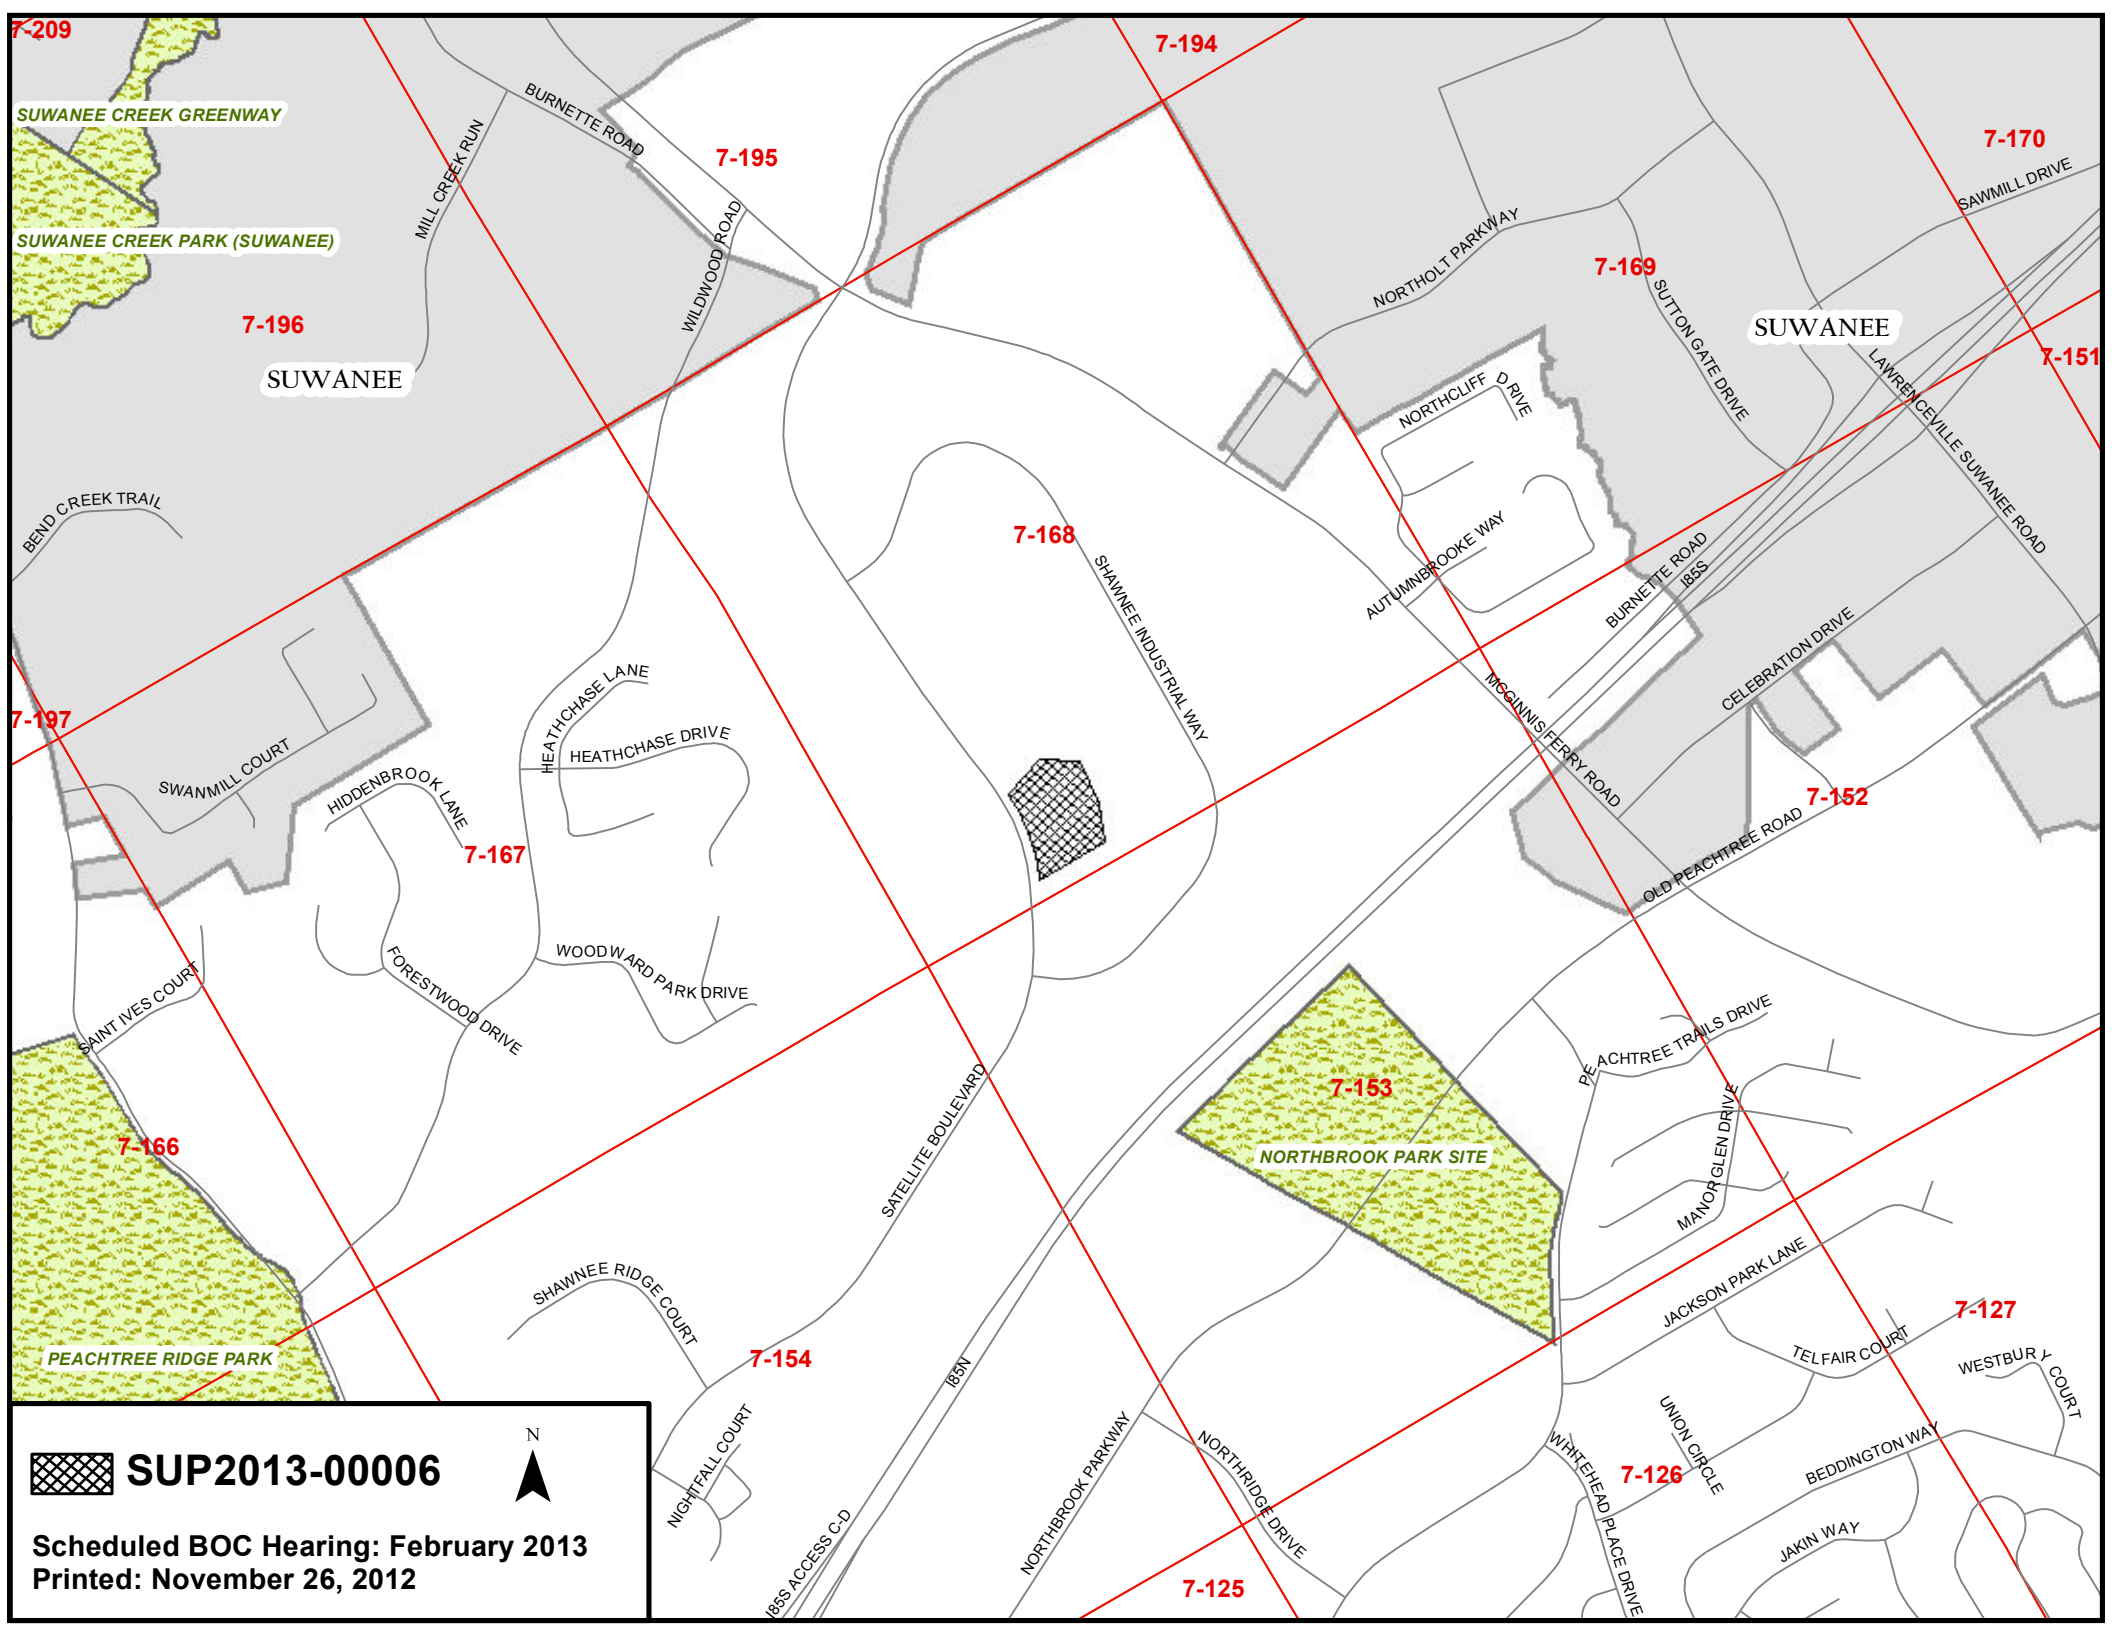 7-209
7-194
SUWANEE CREEK GREENWAY
BURNETTE ROAD
MILL CREEK RUN
7-195
7-170
SAWMILL DRIVE
SUWANEE CREEK PARK (SUWANEE)
WILDWOOD ROAD
NORTHOLT PARKWAY
7-169
SUTTON GATE DRIVE
7-196
SUWANEE
SUWANEE
7-151
LAWRENCEVILLE SUWANEE ROAD
NORTHCLIFF DRIVE
BEND CREEK TRAIL
7-168
SHAWNEE INDUSTRIAL WAY
AUTUMNBROOKE WAY
BURNETTE ROAD
I85S
CELEBRATION DRIVE
7-197
HEATHCHASE LANE
HEATHCHASE DRIVE
MCGINNIS FERRY ROAD
SWANMILL COURT
HIDDENBROOK LANE
7-167
7-152
OLD PEACHTREE ROAD
SAINT IVES COURT
FORESTWOOD DRIVE
WOODWARD PARK DRIVE
PEACHTREE TRAILS DRIVE
7-153
SATELLITE BOULEVARD
MANOR GLEN DRIVE
7-166
NORTHBROOK PARK SITE
SHAWNEE RIDGE COURT
JACKSON PARK LANE
7-127
PEACHTREE RIDGE PARK
7-154
I85N
TELFAIR COURT
WESTBURY COURT
NIGHTFALL COURT
NORTHBROOK PARKWAY
NORTHRIDGE DRIVE
WHITEHEAD PLACE DRIVE
UNION CIRCLE
7-126
BEDDINGTON WAY
JAKIN WAY
I85S ACCESS C-D
7-125
N
SUP2013-00006
Scheduled BOC Hearing: February 2013
Printed: November 26, 2012